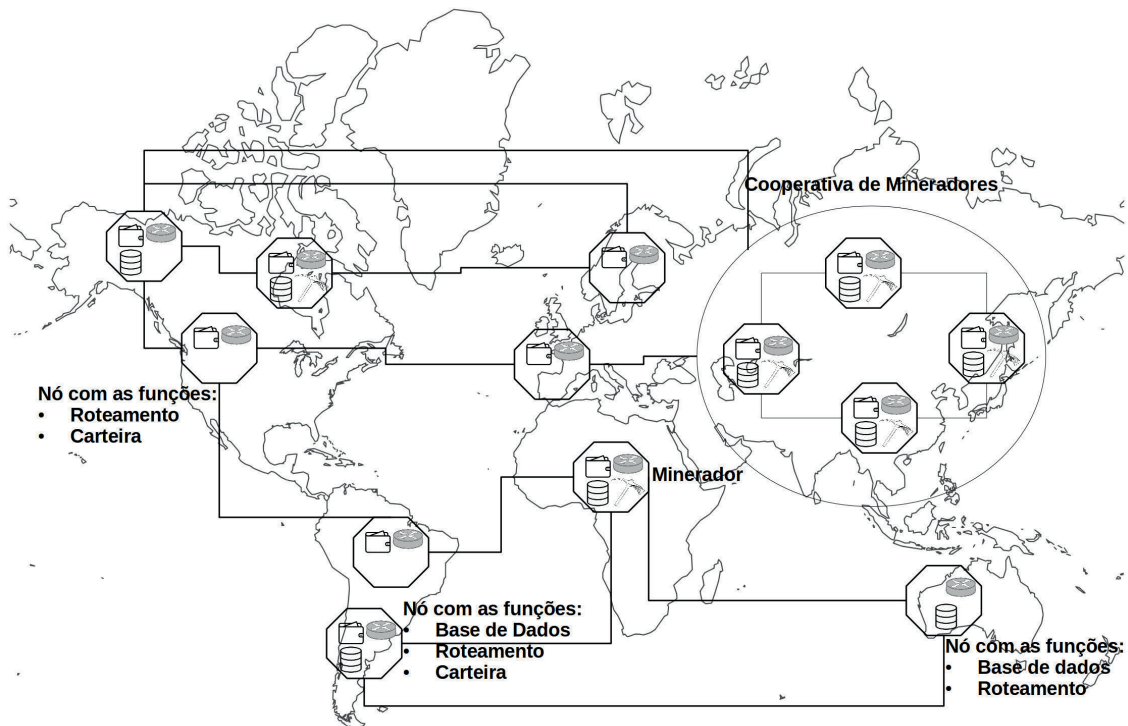 Cooperativa de Mineradores
Nó com as funções:
• Roteamento
• Carteira
Minerador
Nó com as funções:
• Base de Dados
• Roteamento
• Carteira
Nó com as funções:
• Base de dados
• Roteamento